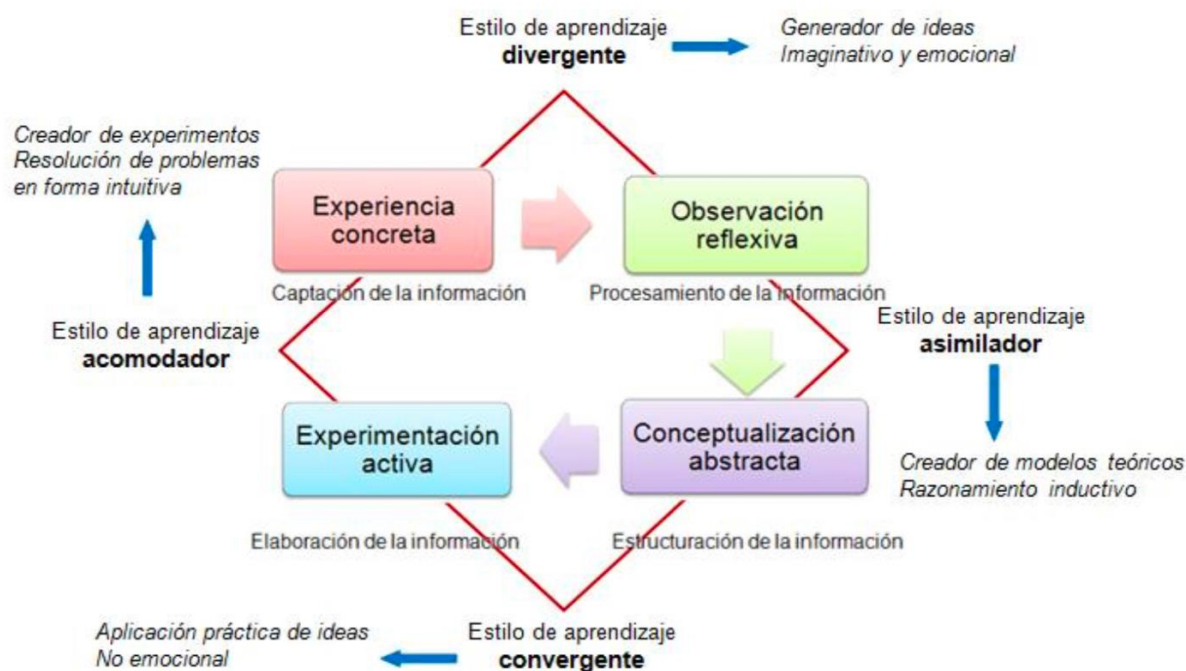 Estilo de aprendizaje
divergente
Generador de ideas
Imaginativo y emocional
Creador de experimentos
Resolución de problemas
en forma intuitiva
Experiencia
concreta
Observación
reflexiva
Captación de la información
Procesamiento de la información
Estilo de aprendizaje
acomodador
Estilo de aprendizaje
asimilador
Experimentación
activa
Conceptualización
abstracta
Creador de modelos teóricos
Razonamiento inductivo
Elaboración de la información
Estructuración de la información
Aplicación práctica de ideas
No emocional
Estilo de aprendizaje
convergente